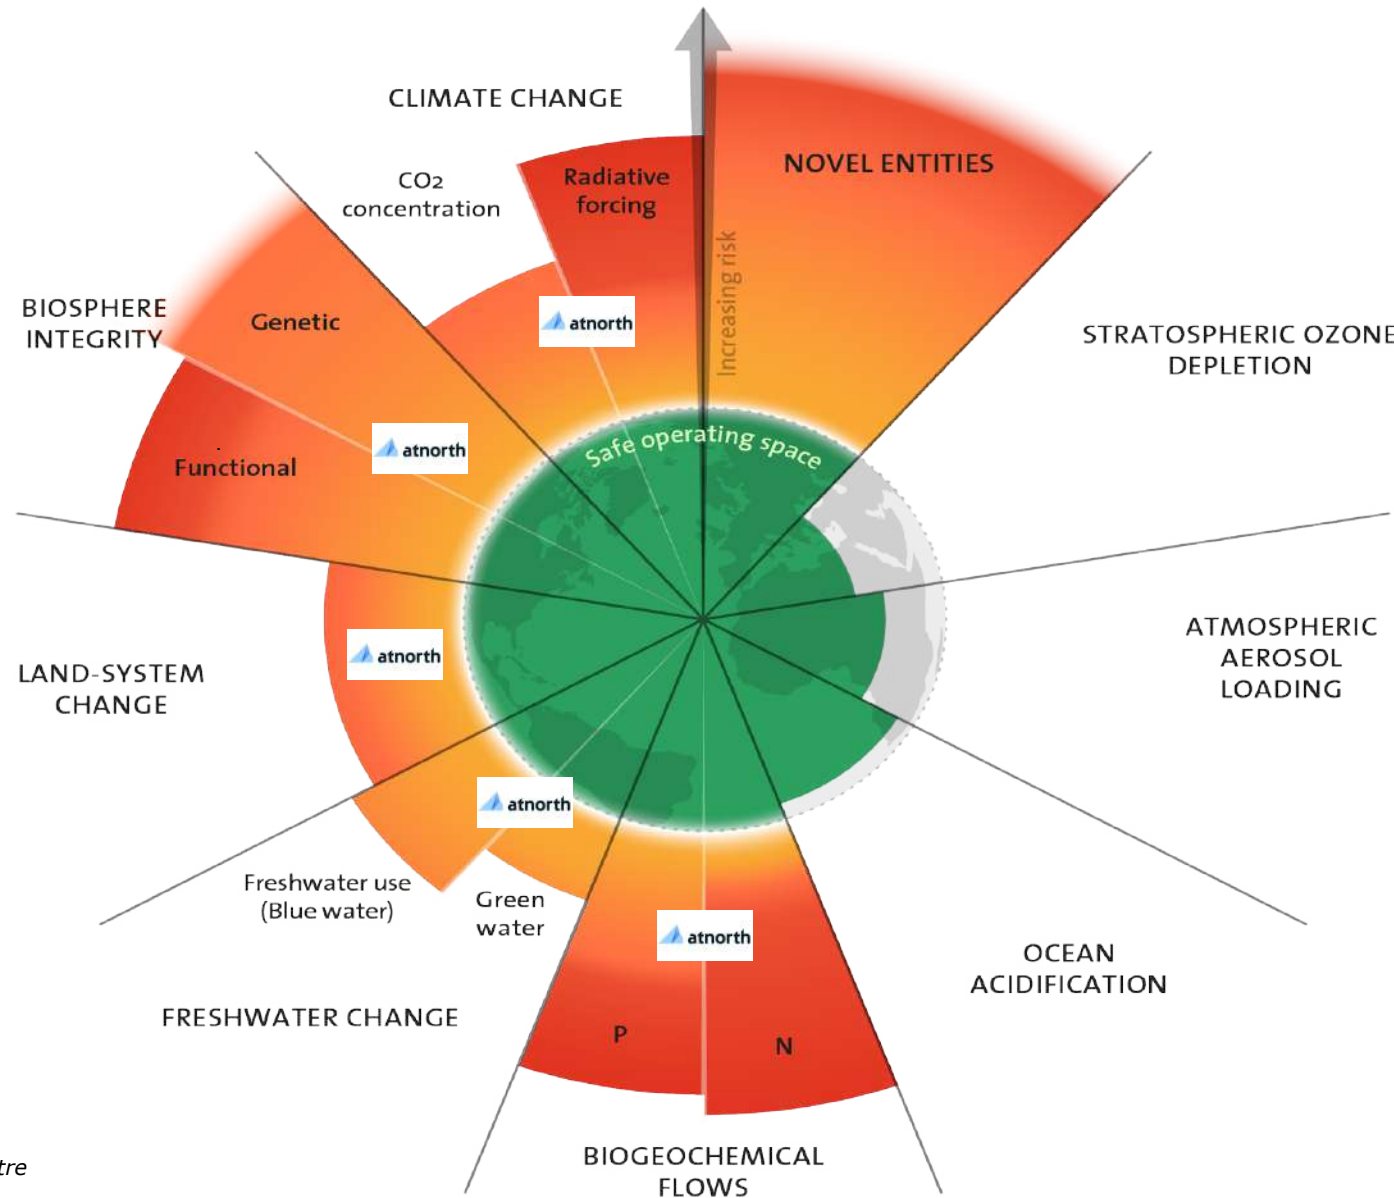 CLIMATE CHANGE
CO2
concentration
Radiative
forcing
NOVEL ENTITIES
Increasing risk
BIOSPHERE
INTEGRITY
Genetic
Functional
atnorth
atnorth
STRATOSPHERIC OZONE
DEPLETION
Safe operating space
LAND-SYSTEM
CHANGE
atnorth
ATMOSPHERIC
AEROSOL
LOADING
atnorth
Freshwater use
(Blue water)
Green
water
FRESHWATER CHANGE
atnorth
P
N
OCEAN
ACIDIFICATION
BIOGEOCHEMICAL
FLOWS
tre